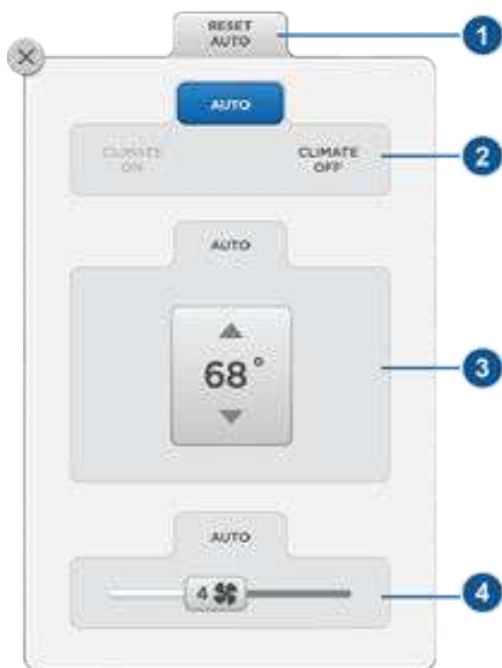 RESET
AUTO
1
AUTO
CLIMATE
ON
CLIMATE
OFF
2
AUTO
68°
3
AUTO
4
4